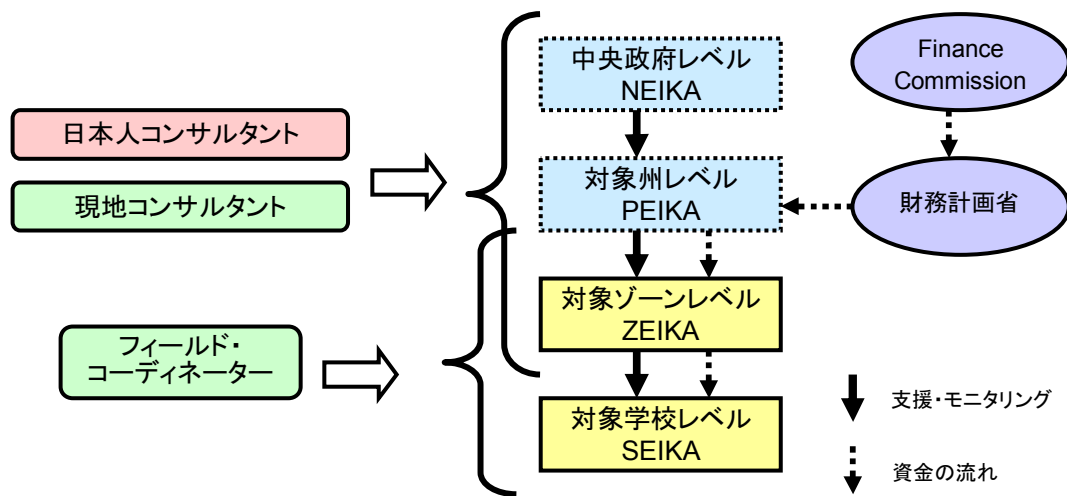 日本人コンサルタント
現地コンサルタント
フィールド・
コーディネーター
中央政府レベル
NEIKA
対象州レベル
PEIKA
対象ゾーンレベル
ZEIKA
対象学校レベル
SEIKA
Finance
Commission
財務計画省
支援・モニタリング
資金の流れ